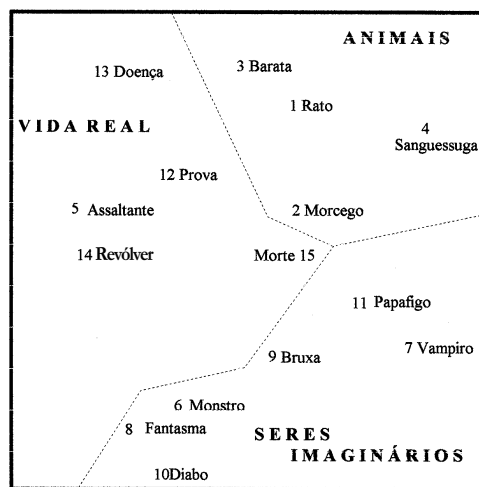 ANIMAIS
3 Barata
13 Doença
1 Rato
VIDA REAL
4
Sanguessuga
12 Prova
5 Assaltante
2 Morcego
14 Revólver
Morte 15
11 Papafigo
7 Vampiro
9 Bruxa
6 Monstro
8 Fantasma
SERES
IMAGINÁRIOS
10Diabo